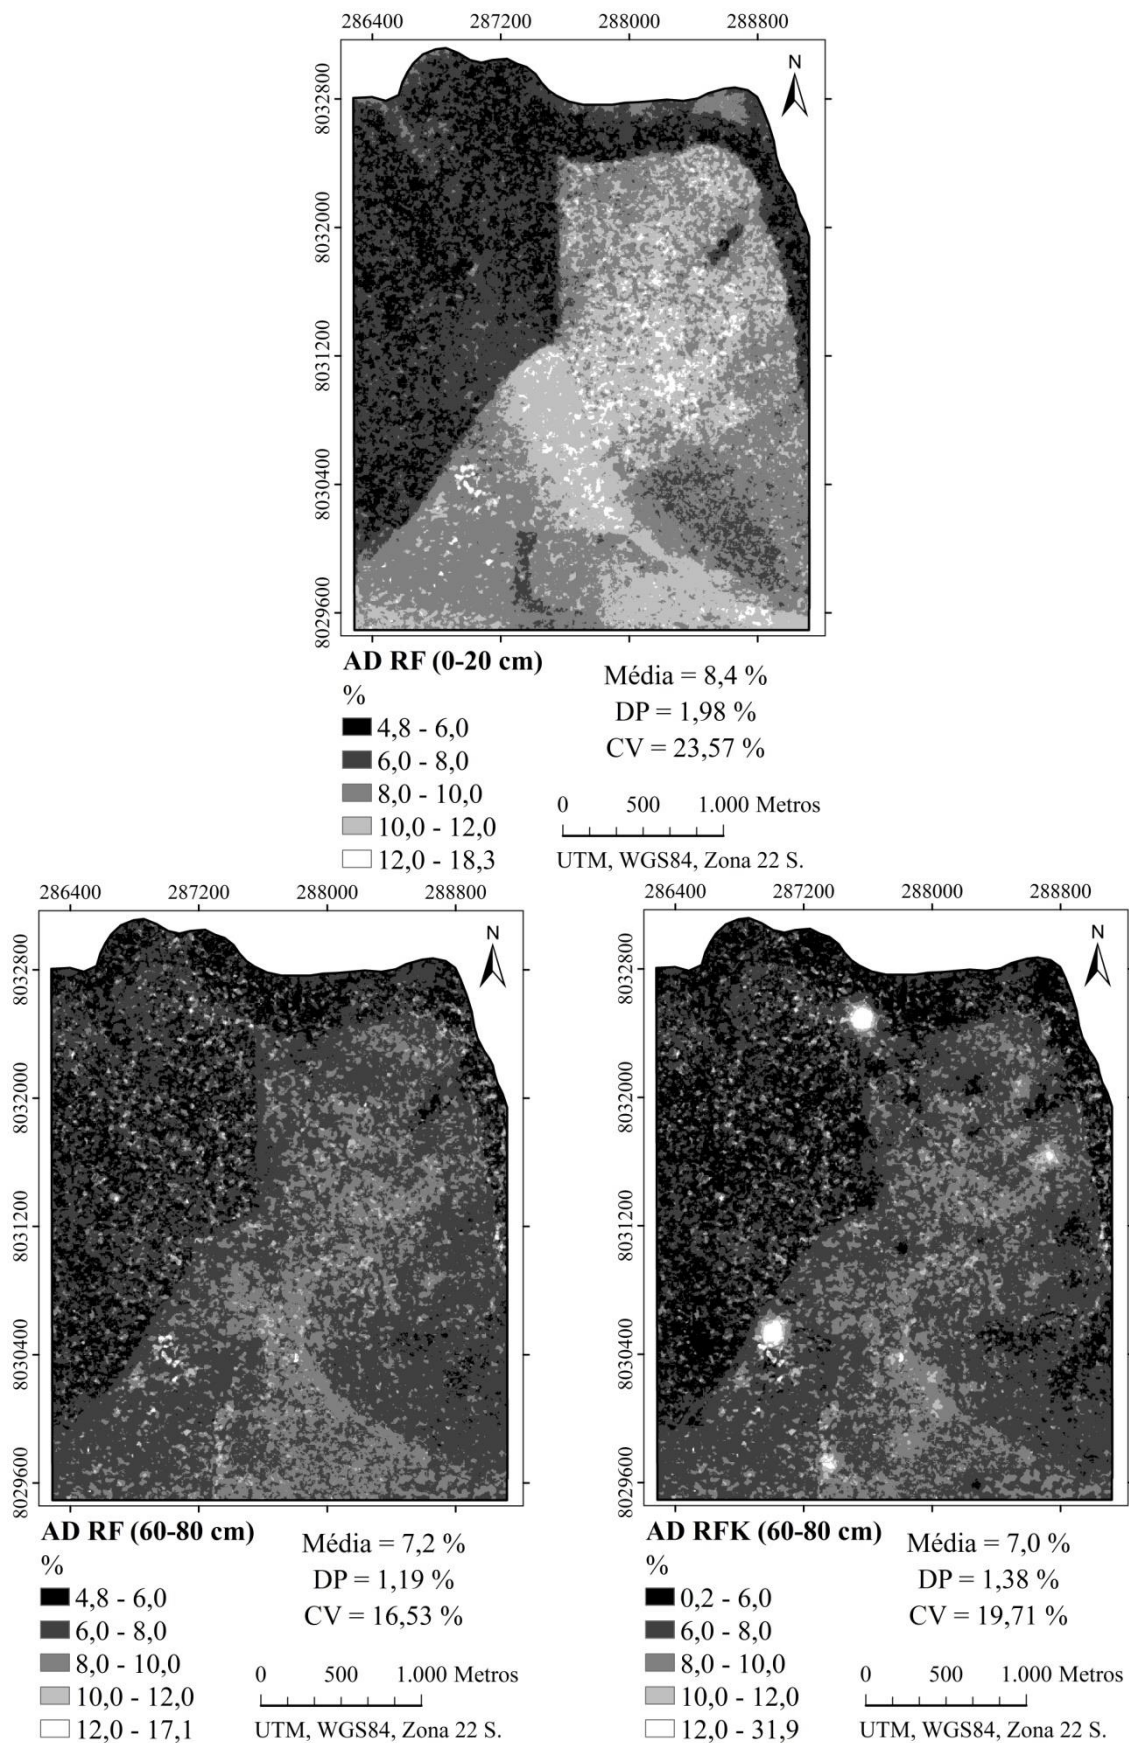 286400 287200 288000 288800
N
8032800
8032000
8031200
8030400
8029600
AD RF (0-20 cm)
%
4,8 - 6,0
6,0 - 8,0
8,0 - 10,0
10,0 - 12,0
12,0 - 18,3
Média = 8,4 %
DP = 1,98 %
CV = 23,57 %
0 500 1.000 Metros
UTM, WGS84, Zona 22 S.
286400 287200 288000 288800
N
8032800
8032000
8031200
8030400
8029600
AD RF (60-80 cm)
%
4,8 - 6,0
6,0 - 8,0
8,0 - 10,0
10,0 - 12,0
12,0 - 17,1
Média = 7,2 %
DP = 1,19 %
CV = 16,53 %
0 500 1.000 Metros
UTM, WGS84, Zona 22 S.
286400 287200 288000 288800
N
8032800
8032000
8031200
8030400
8029600
AD RFK (60-80 cm)
%
0,2 - 6,0
6,0 - 8,0
8,0 - 10,0
10,0 - 12,0
12,0 - 31,9
Média = 7,0 %
DP = 1,38 %
CV = 19,71 %
0 500 1.000 Metros
UTM, WGS84, Zona 22 S.